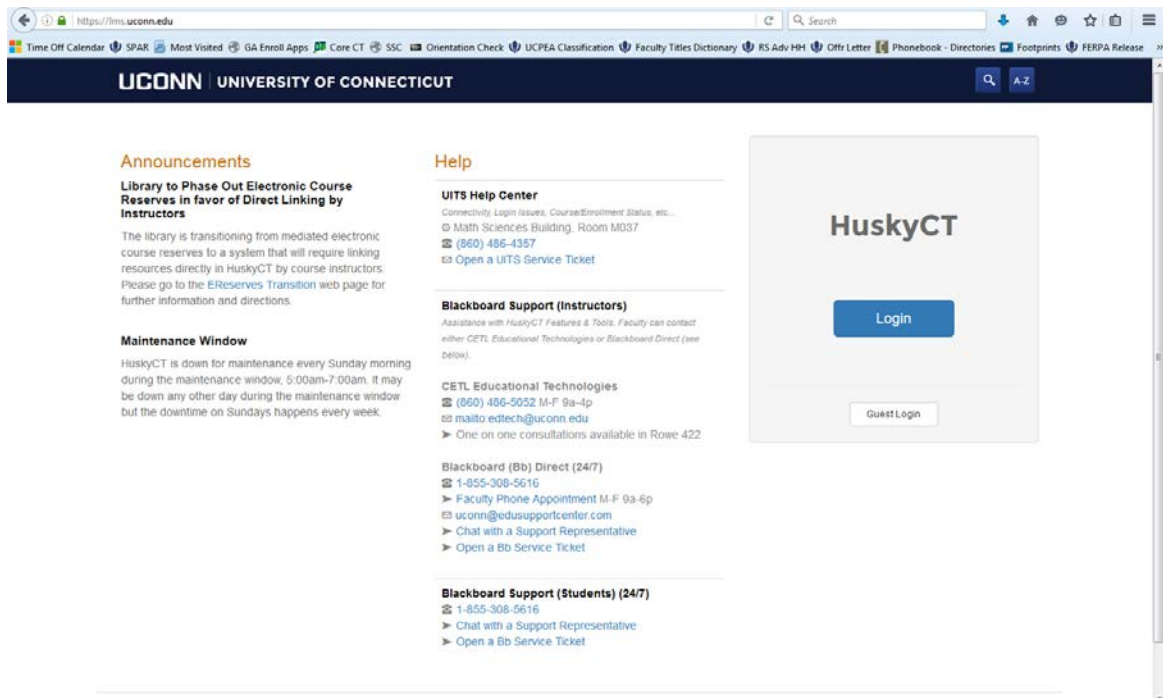 https://lms.uconn.edu
Search
Time Off Calendar SPAR Most Visited GA Enroll Apps Core CT SSC Orientation Check UCPEA Classification Faculty Titles Dictionary RS Adv HH Offr Letter Phonebook - Directories Footprints FERPA Release »
UCONN UNIVERSITY OF CONNECTICUT
A-Z
Announcements
Library to Phase Out Electronic Course
Reserves in favor of Direct Linking by
Instructors
The library is transitioning from mediated electronic
course reserves to a system that will require linking
resources directly in HuskyCT by course instructors.
Please go to the EReserves Transition web page for
further information and directions.
Maintenance Window
HuskyCT is down for maintenance every Sunday morning
during the maintenance window, 5:00am-7:00am. It may
be down any other day during the maintenance window
but the downtime on Sundays happens every week.
Help
UITS Help Center
Connectivity, Login Issues, Course/Enrollment Status, etc...
Math Sciences Building, Room M037
(860) 486-4357
Open a UITS Service Ticket
Blackboard Support (Instructors)
Assistance with HuskyCT Features & Tools. Faculty can contact
either CETL Educational Technologies or Blackboard Direct (see
below).
CETL Educational Technologies
(860) 486-5052 M-F 9a-4p
mailto:edtech@uconn.edu
One on one consultations available in Rowe 422
Blackboard (Bb) Direct (24/7)
1-855-308-5616
Faculty Phone Appointment M-F 9a-6p
uconn@edusupportcenter.com
Chat with a Support Representative
Open a Bb Service Ticket
Blackboard Support (Students) (24/7)
1-855-308-5616
Chat with a Support Representative
Open a Bb Service Ticket
HuskyCT
Login
Guest Login